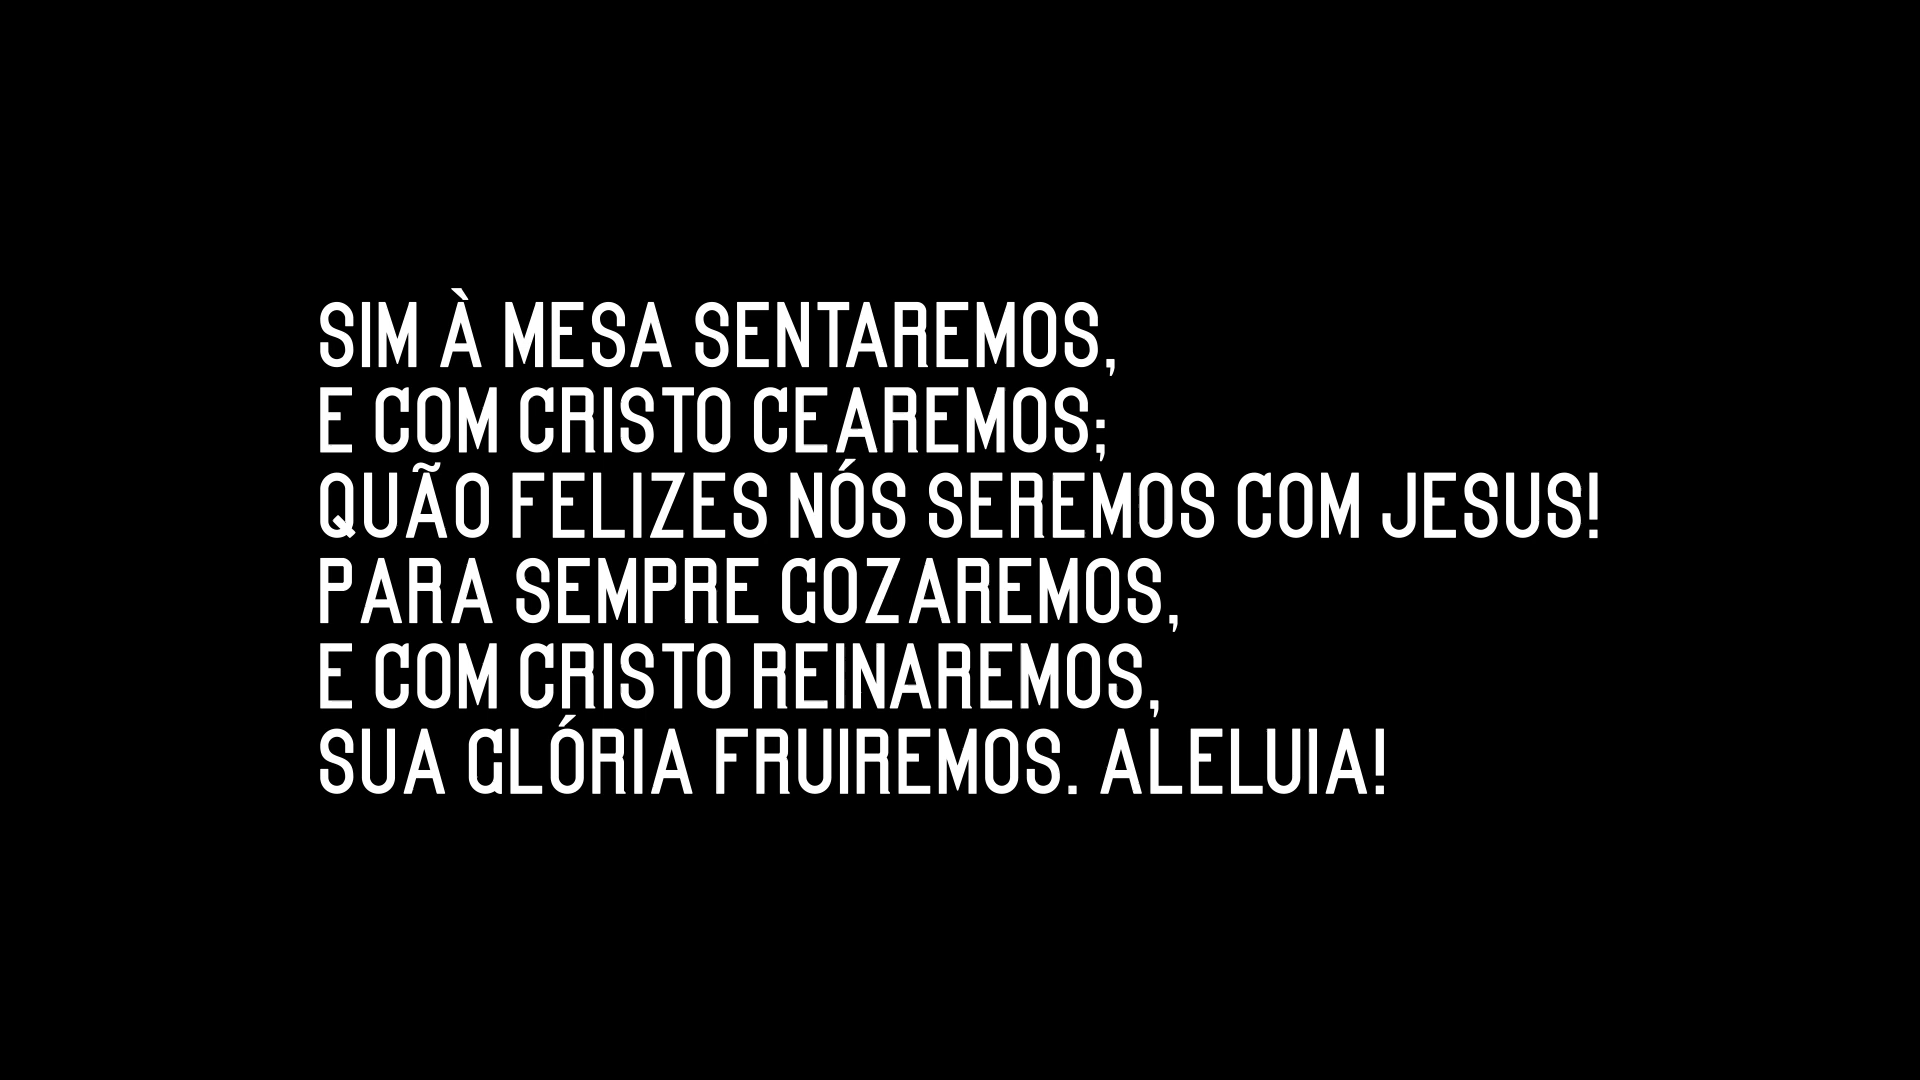 SIM À MESA SENTAREMOS,
E COM CRISTO CEAREMOS;
QUÃO FELIZES NÓS SEREMOS COM JESUS!
PARA SEMPRE GOZAREMOS,
E COM CRISTO REINAREMOS,
SUA GLÓRIA FRUIREMOS. ALELUIA!